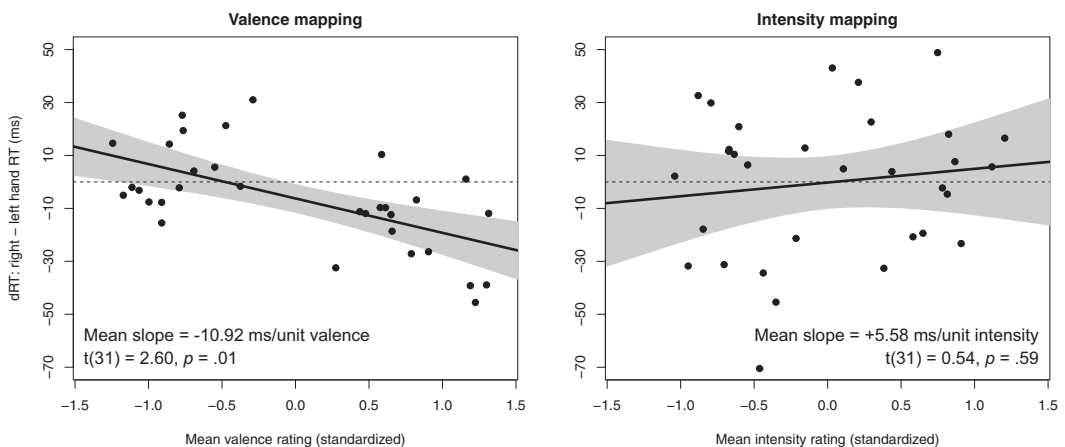 Valence mapping
dRT: right – left hand RT (ms)
50
30
10
-10
-30
-50
-70
Mean slope = -10.92 ms/unit valence
t(31) = 2.60, p = .01
−1.5 −1.0 −0.5 0.0 0.5 1.0 1.5
Mean valence rating (standardized)
Intensity mapping
50
30
10
-10
-30
-50
-70
Mean slope = +5.58 ms/unit intensity
t(31) = 0.54, p = .59
−1.5 −1.0 −0.5 0.0 0.5 1.0 1.5
Mean intensity rating (standardized)